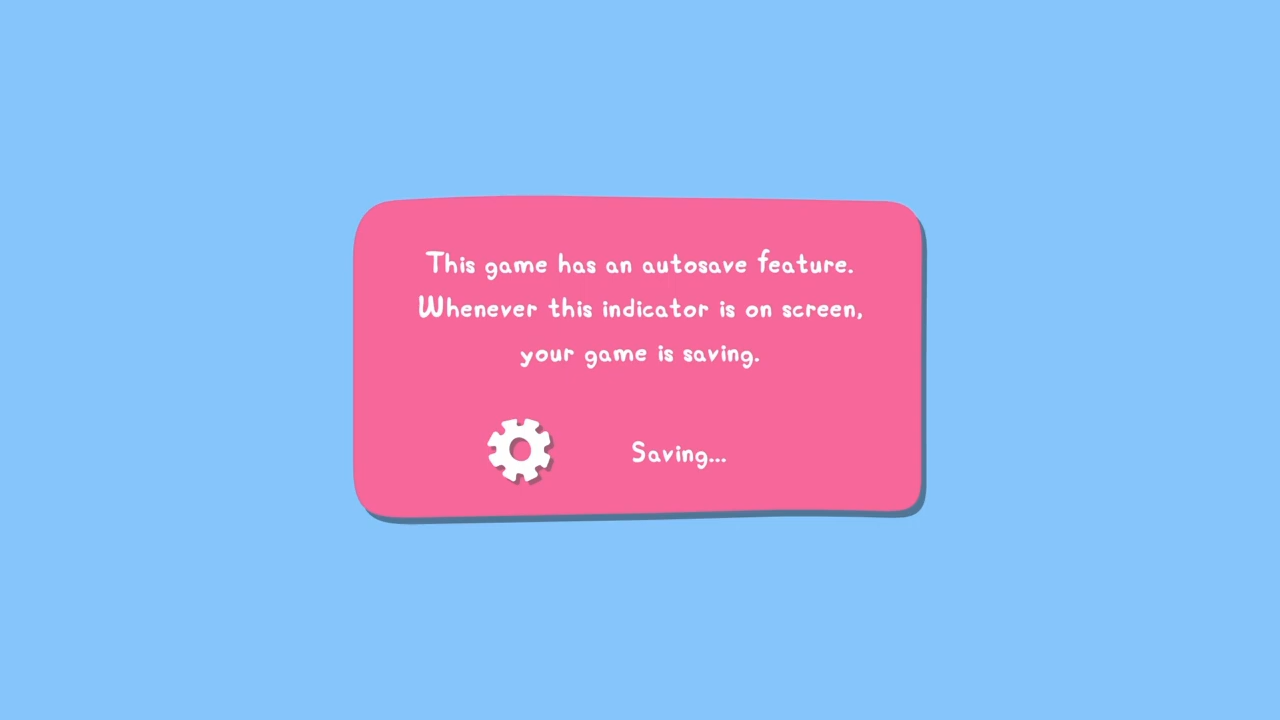 This game has an autosave feature.
Whenever this indicator is on screen,
your game is saving.
Saving...